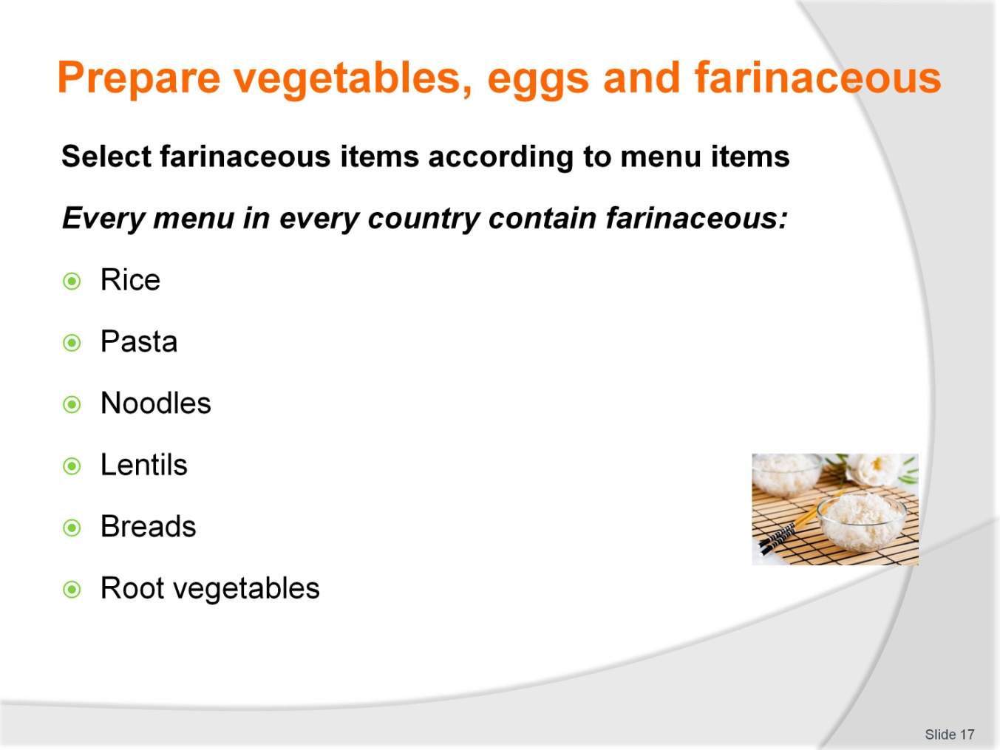 Prepare vegetables, eggs and farinaceous
Select farinaceous items according to menu items
Every menu in every country contain farinaceous:
Rice
Pasta
Noodles
Lentils
Breads
Root vegetables
Slide 17